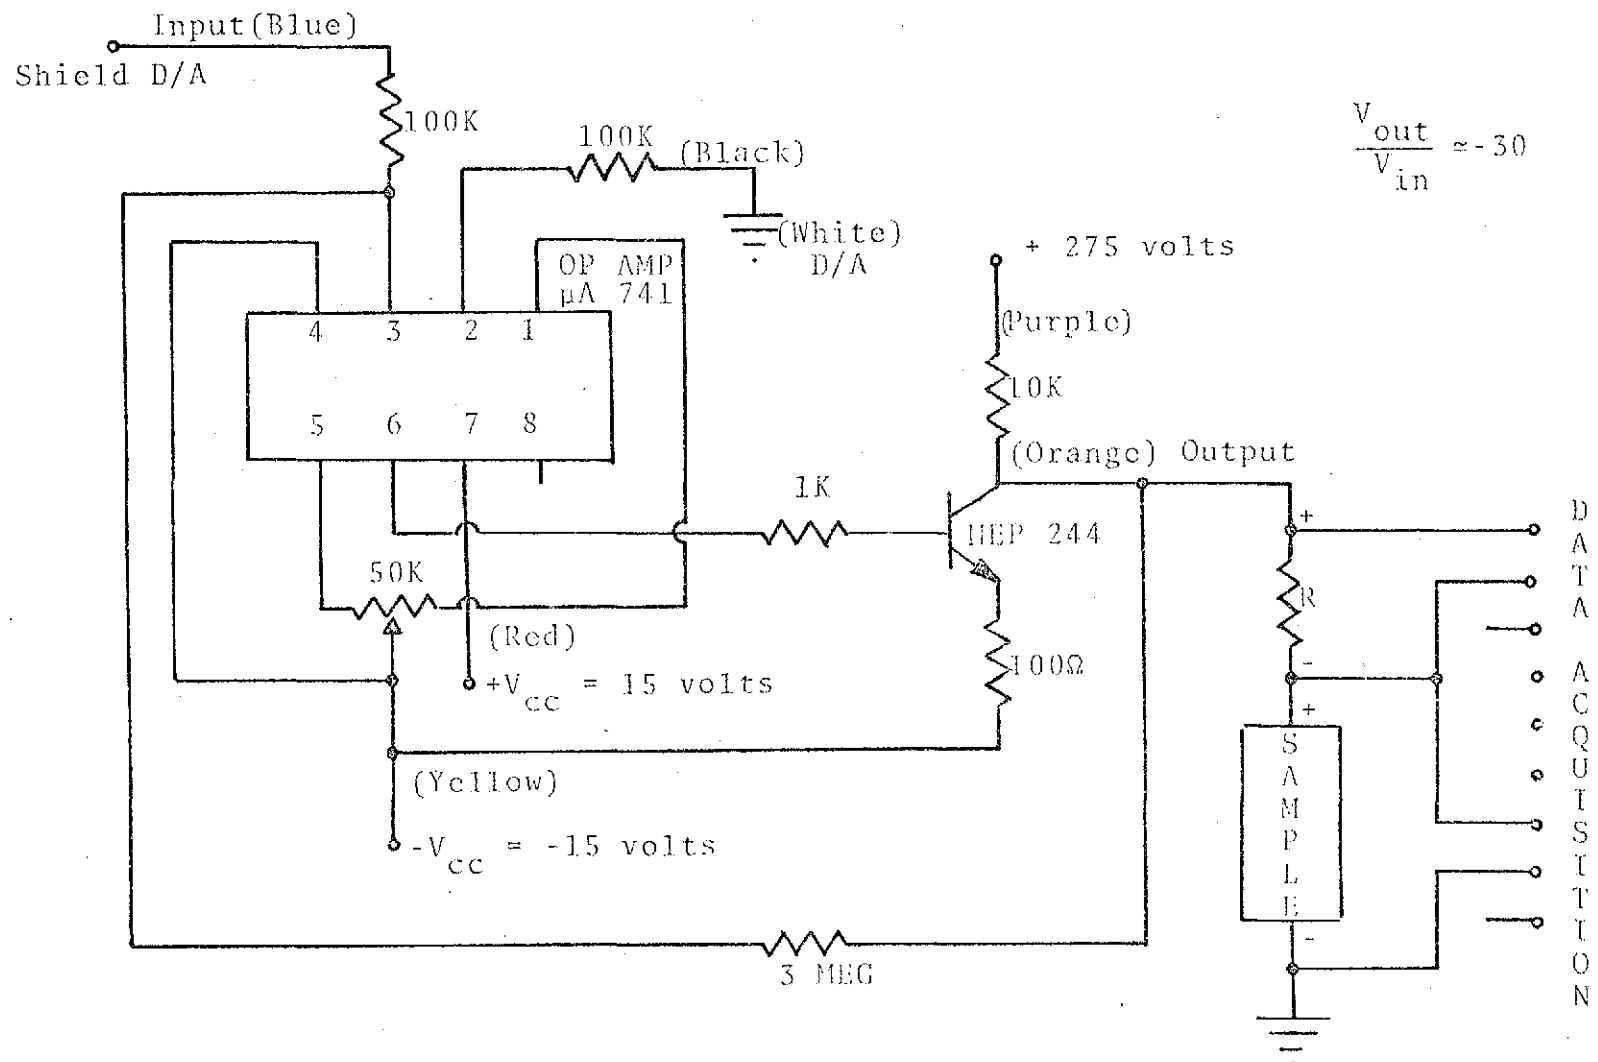 Input(Blue)
Shield D/A
100K
100K
(Black)
V out
V in
≃-30
(White)
D/A
+ 275 volts
OP AMP
μA 741
(Purple)
4 3 2 1
10K
5 6 7 8
(Orange) Output
1K
HEP 244
50K
R
(Red)
100Ω
+Vcc = 15 volts
(Yellow)
-Vcc = -15 volts
3 MEG
+
-
+
SAMPLE
-
DATA ACQUISITION